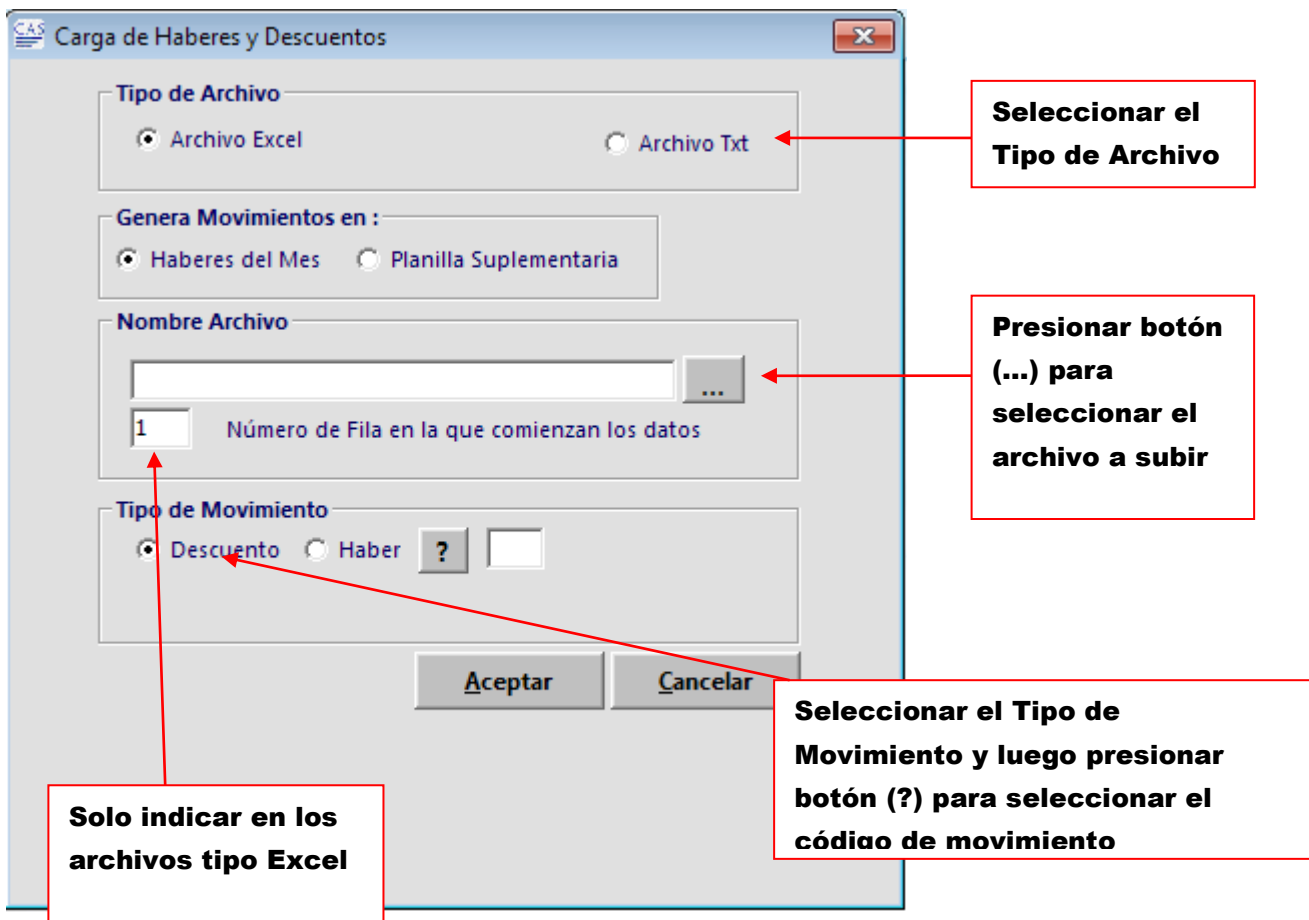 CAS Carga de Haberes y Descuentos
Tipo de Archivo
Archivo Excel Archivo Txt
Genera Movimientos en :
Haberes del Mes Planilla Suplementaria
Nombre Archivo
...
1 Número de Fila en la que comienzan los datos
Tipo de Movimiento
Descuento Haber ?
Aceptar Cancelar
Seleccionar el
Tipo de Archivo
Presionar botón
(...) para
seleccionar el
archivo a subir
Seleccionar el Tipo de
Movimiento y luego presionar
botón (?) para seleccionar el
código de movimiento
Solo indicar en los
archivos tipo Excel